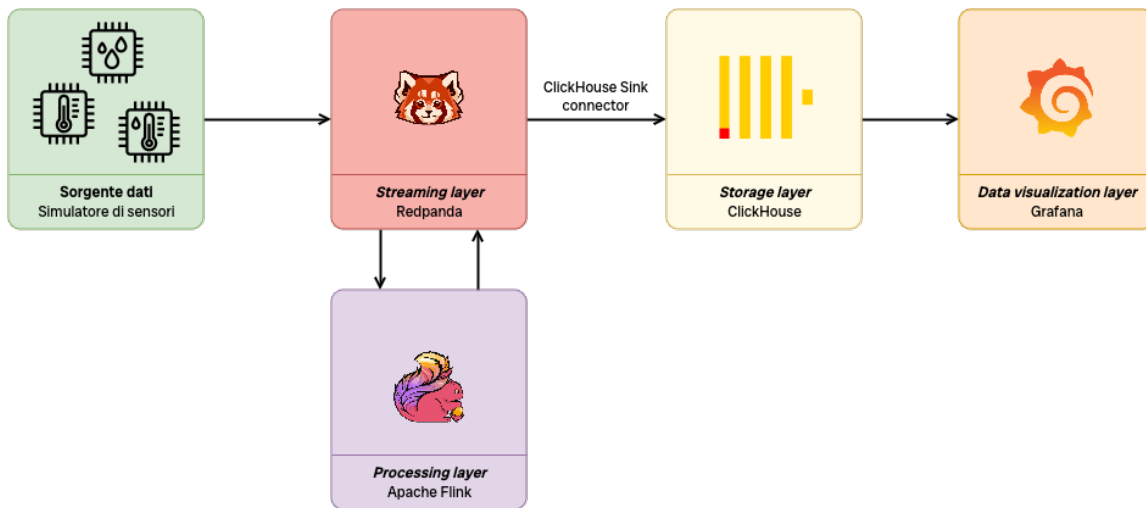 Sorgente dati
Simulatore di sensori
Streaming layer
Redpanda
ClickHouse Sink
connector
Storage layer
ClickHouse
Data visualization layer
Grafana
Processing layer
Apache Flink